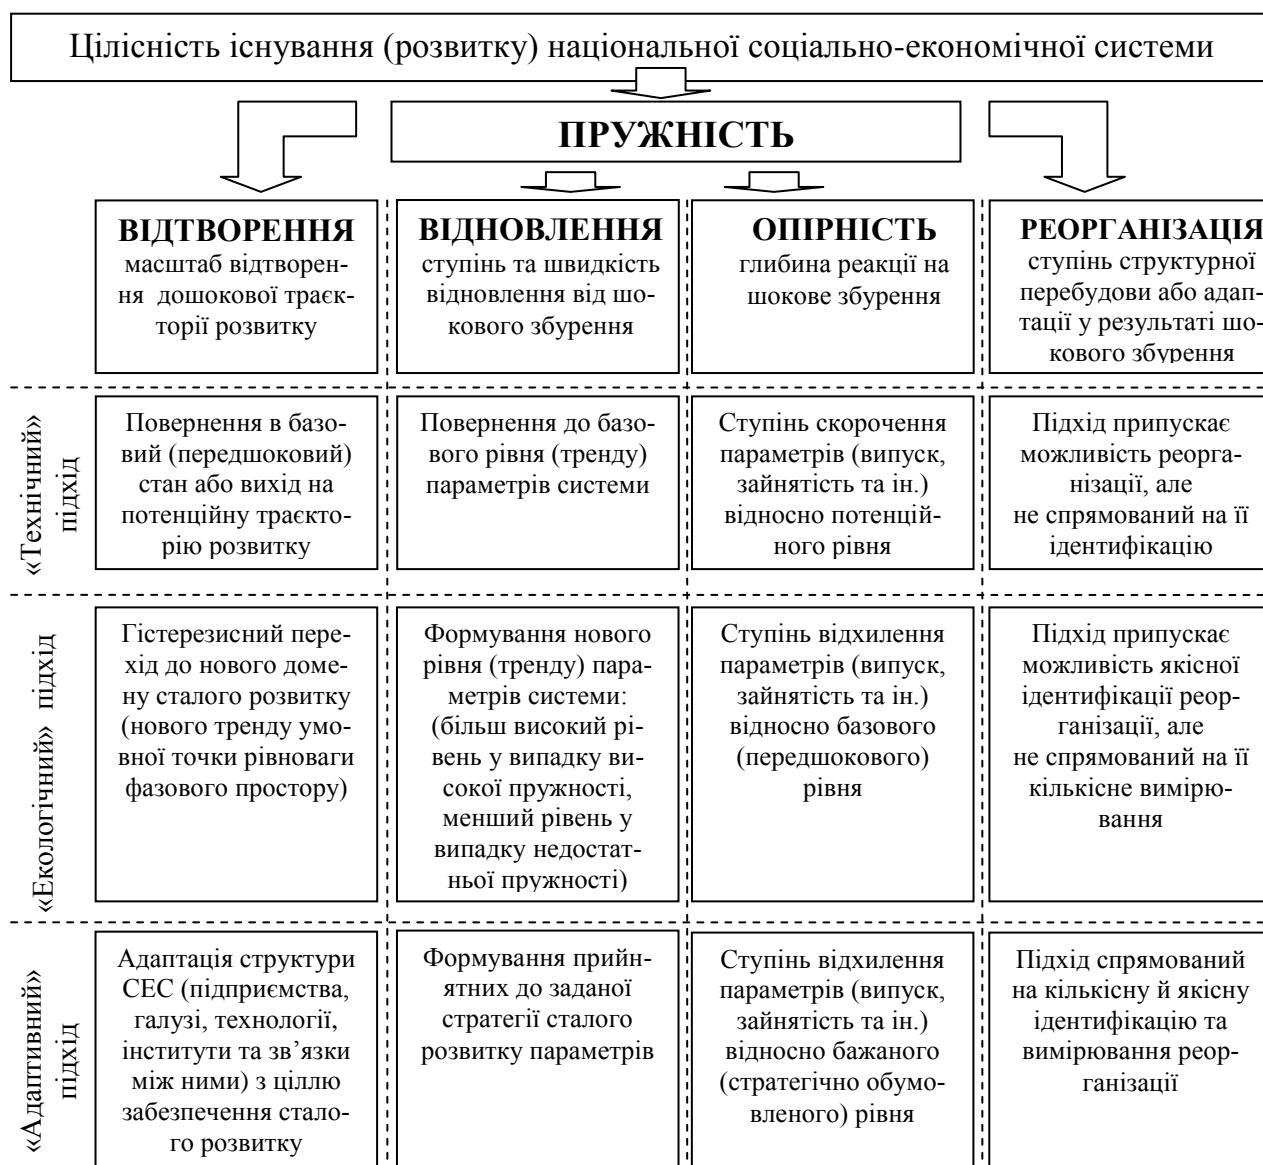 Цілісність існування (розвитку) національної соціально-економічної системи
ПРУЖНІСТЬ
ВІДТВОРЕННЯ
масштаб відтворен-
ня дошокової траєк-
торії розвитку
ВІДНОВЛЕННЯ
ступінь та швидкість
відновлення від шо-
кового збурення
ОПІРНІСТЬ
глибина реакції на
шокове збурення
РЕОРГАНІЗАЦІЯ
ступінь структурної
перебудови або адап-
тації у результаті шо-
кового збурення
«Технічний»
підхід
Повернення в базо-
вий (передшоковий)
стан або вихід на
потенційну траєкто-
рію розвитку
Повернення до базо-
вого рівня (тренду)
параметрів системи
Ступінь скорочення
параметрів (випуск,
зайнятість та ін.)
відносно потенцій-
ного рівня
Підхід припускає
можливість реорга-
нізації, але
не спрямований на її
ідентифікацію
«Екологічний» підхід
Гістерезисний пере-
хід до нового доме-
ну сталого розвитку
(нового тренду умо-
вної точки рівноваги
фазового простору)
Формування нового
рівня (тренду) пара-
метрів системи:
(більш високий рі-
вень у випадку ви-
сокої пружності,
менший рівень у
випадку недостат-
ньої пружності)
Ступінь відхилення
параметрів (випуск,
зайнятість та ін.)
відносно базового
(передшокового)
рівня
Підхід припускає
можливість якісної
ідентифікації реор-
ганізації, але
не спрямований на її
кількісне вимірю-
вання
«Адаптивний»
підхід
Адаптація структури
СЕС (підприємства,
галузі, технології,
інститути та зв’язки
між ними) з ціллю
забезпечення стало-
го розвитку
Формування прийн-
ятних до заданої
стратегії сталого
розвитку параметрів
Ступінь відхилення
параметрів (випуск,
зайнятість та ін.)
відносно бажаного
(стратегічно обумо-
вленого) рівня
Підхід спрямований
на кількісну й якісну
ідентифікацію та
вимірювання реор-
ганізації